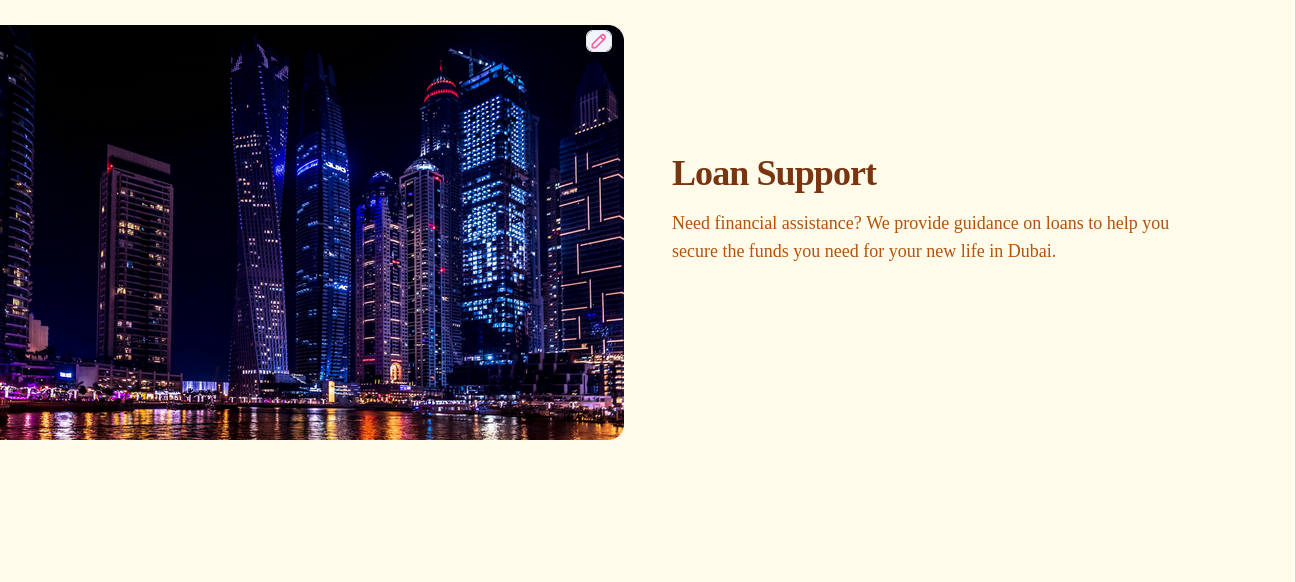 Loan Support
Need financial assistance? We provide guidance on loans to help you
secure the funds you need for your new life in Dubai.